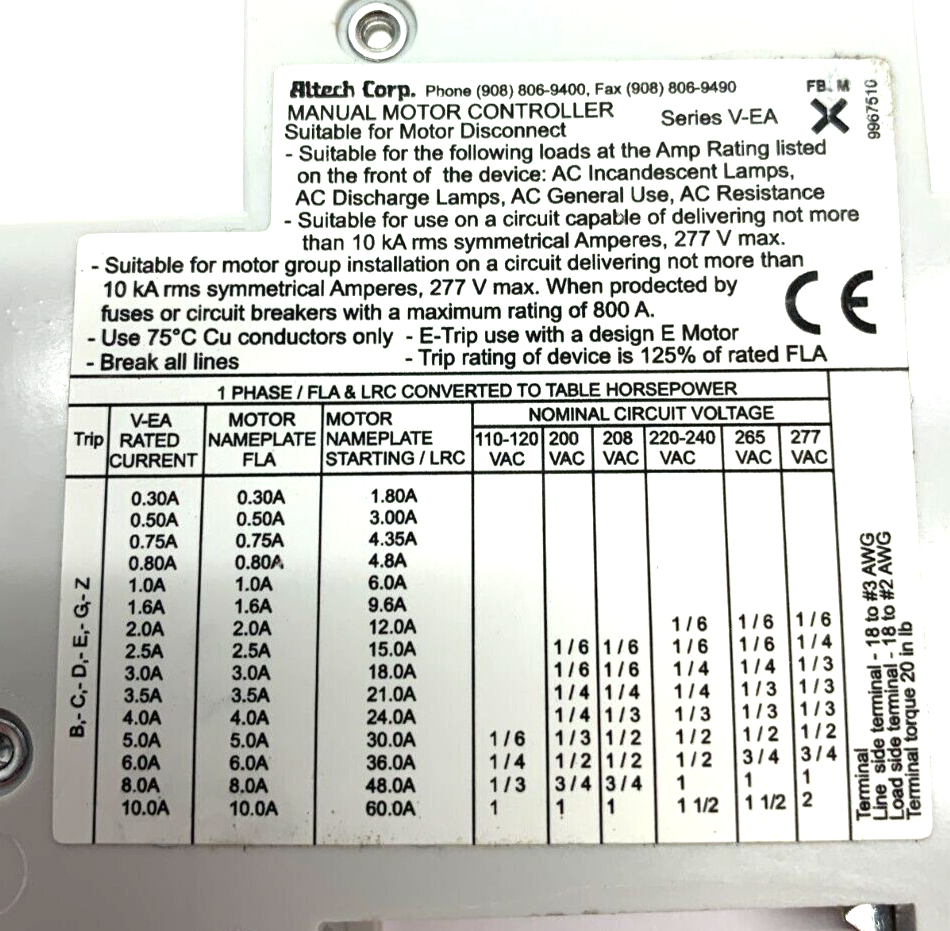 Altech Corp. Phone (908) 806-9400, Fax (908) 806-9490
MANUAL MOTOR CONTROLLER Series V-EA
Suitable for Motor Disconnect
FB. M
X
9967510
- Suitable for the following loads at the Amp Rating listed
on the front of the device: AC Incandescent Lamps,
AC Discharge Lamps, AC General Use, AC Resistance
- Suitable for use on a circuit capable of delivering not more
than 10 kA rms symmetrical Amperes, 277 V max.
- Suitable for motor group installation on a circuit delivering not more than
10 kA rms symmetrical Amperes, 277 V max. When prodected by
fuses or circuit breakers with a maximum rating of 800 A.
- Use 75°C Cu conductors only - E-Trip use with a design E Motor
- Break all lines - Trip rating of device is 125% of rated FLA
CE
1 PHASE / FLA & LRC CONVERTED TO TABLE HORSEPOWER
Trip V-EA RATED CURRENT MOTOR NAMEPLATE FLA MOTOR NAMEPLATE STARTING / LRC NOMINAL CIRCUIT VOLTAGE
110-120 VAC 200 VAC 208 VAC 220-240 VAC 265 VAC 277 VAC
B,- C,- D,- E,- G,- Z
0.30A 0.30A 1.80A
0.50A 0.50A 3.00A
0.75A 0.75A 4.35A
0.80A 0.80A 4.8A
1.0A 1.0A 6.0A
1.6A 1.6A 9.6A
2.0A 2.0A 12.0A 1/6 1/6 1/6
2.5A 2.5A 15.0A 1/6 1/6 1/6 1/6 1/4
3.0A 3.0A 18.0A 1/6 1/6 1/4 1/4 1/3
3.5A 3.5A 21.0A 1/4 1/4 1/4 1/3 1/3
4.0A 4.0A 24.0A 1/4 1/3 1/3 1/3 1/3
5.0A 5.0A 30.0A 1/6 1/3 1/2 1/2 1/2 1/2
6.0A 6.0A 36.0A 1/4 1/2 1/2 1/2 3/4 3/4
8.0A 8.0A 48.0A 1/3 3/4 3/4 1 1 1
10.0A 10.0A 60.0A 1 1 1 1 1/2 1 1/2 2
Terminal
Line side terminal - 18 to #3 AWG
Load side terminal - 18 to #2 AWG
Terminal torque 20 in lb